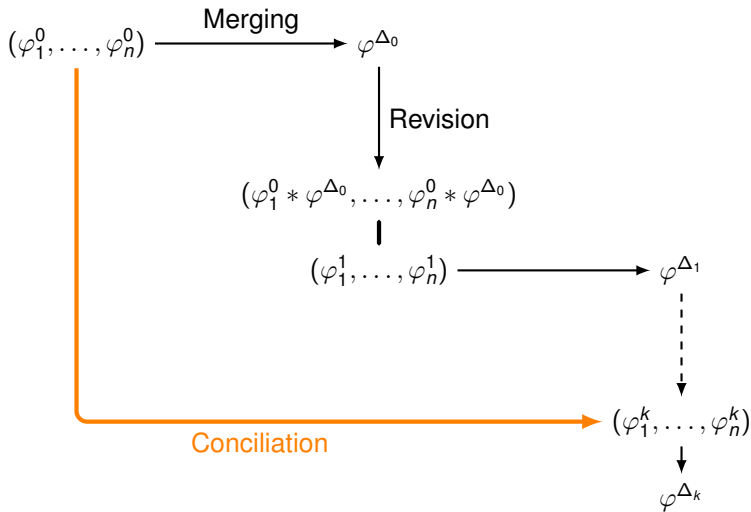 Merging
(φ₁⁰, . . . , φₙ⁰) φ^Δ₀
Revision
(φ₁⁰ ∗ φ^Δ₀, . . . , φₙ⁰ ∗ φ^Δ₀)
(φ₁¹, . . . , φₙ¹) φ^Δ₁
(φ₁ᵏ, . . . , φₙᵏ)
Conciliation
φ^Δₖ